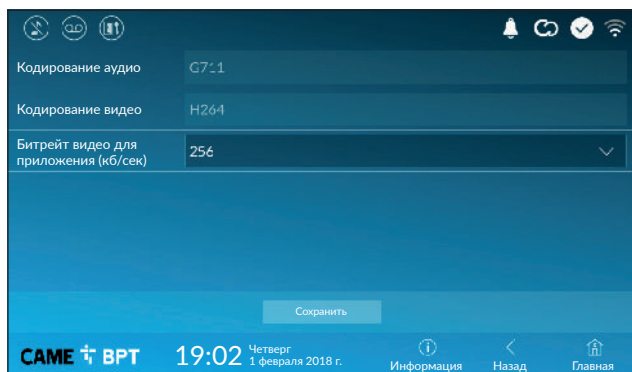 Кодирование аудио
G711
Кодирование видео
H264
Битрейт видео для
приложения (кб/сек)
256
Сохранить
CAME BPT
19:02
Четверг
1 февраля 2018 г.
Информация
Назад
Главная